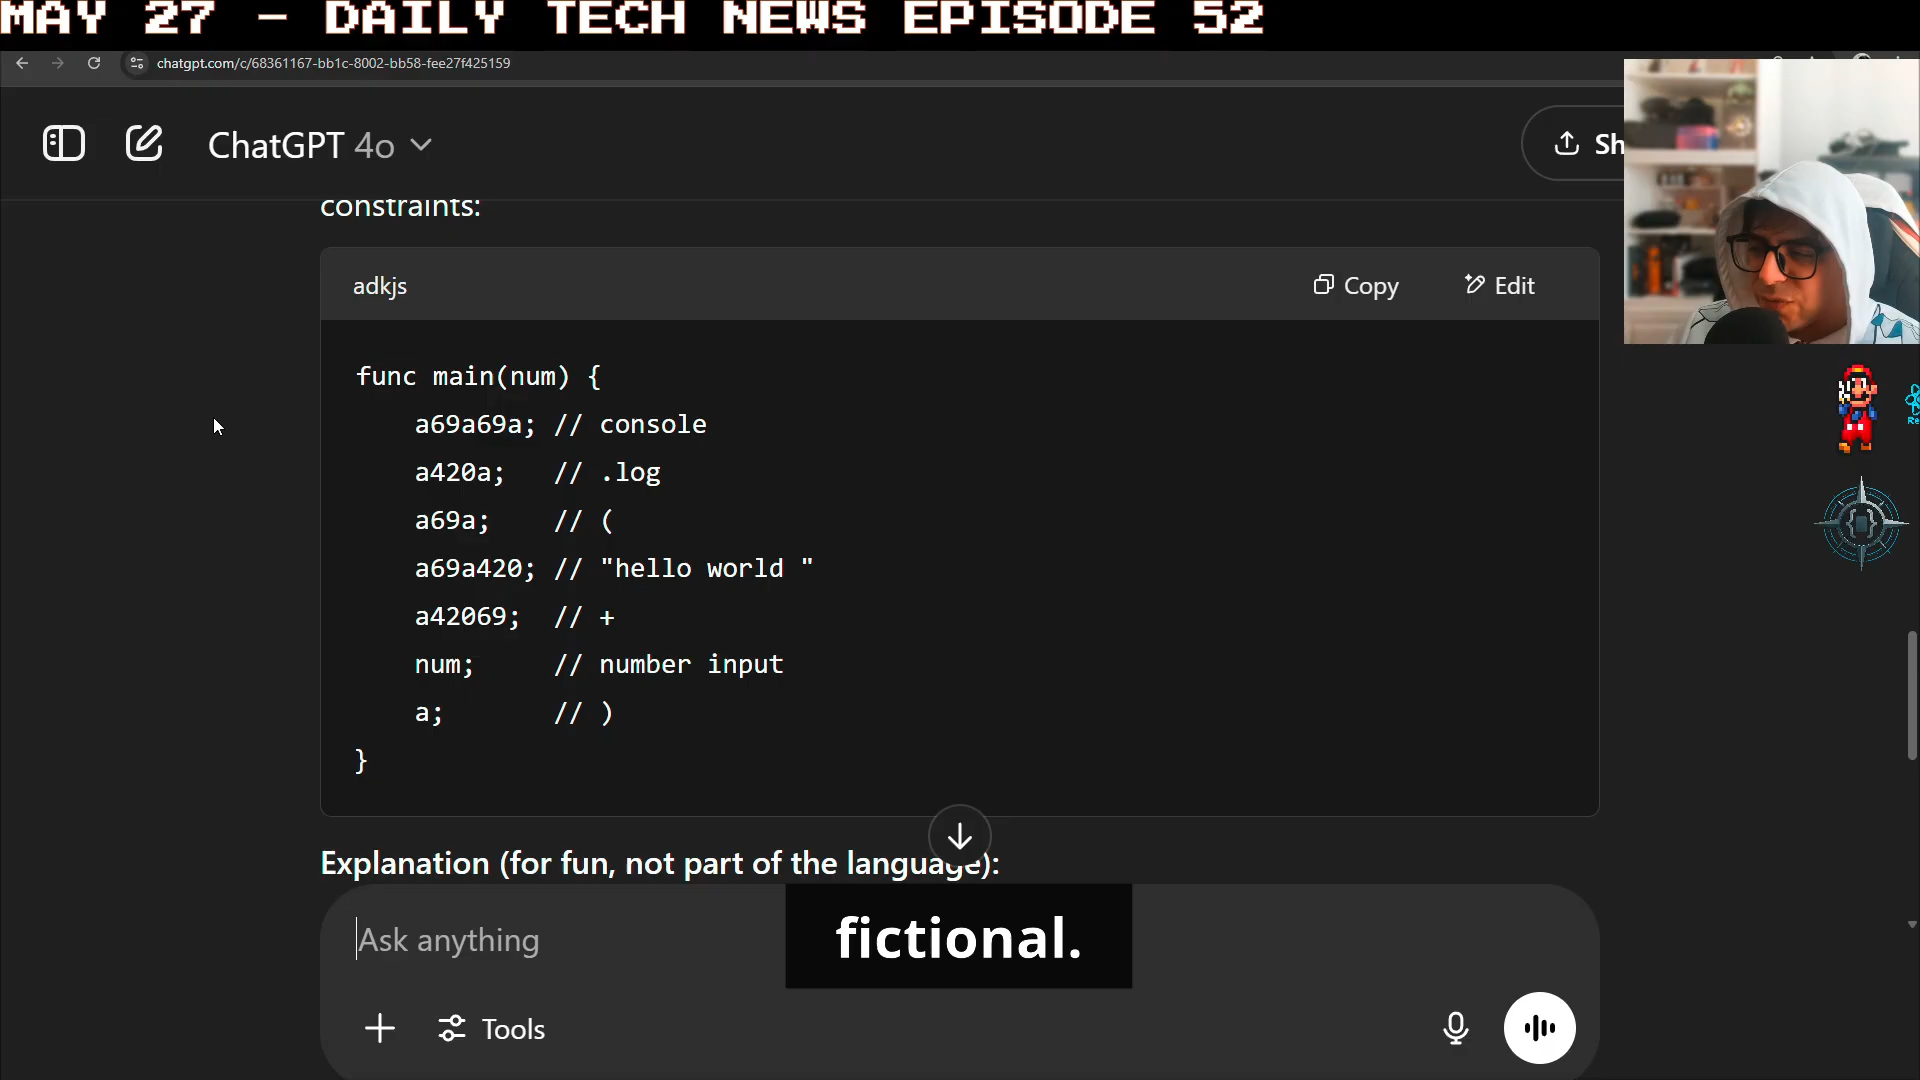 MAY 27 - DAILY TECH NEWS EPISODE 52
chatgpt.com/c/68361167-bb1c-8002-bb58-fee27f425159
ChatGPT 4o
Sh
constraints:
adkjs
Copy
Edit
func main(num) {
a69a69a; // console
a420a; // .log
a69a; // (
a69a420; // "hello world "
a42069; // +
num; // number input
a; // )
}
Explanation (for fun, not part of the language):
fictional.
Ask anything
Tools
Re